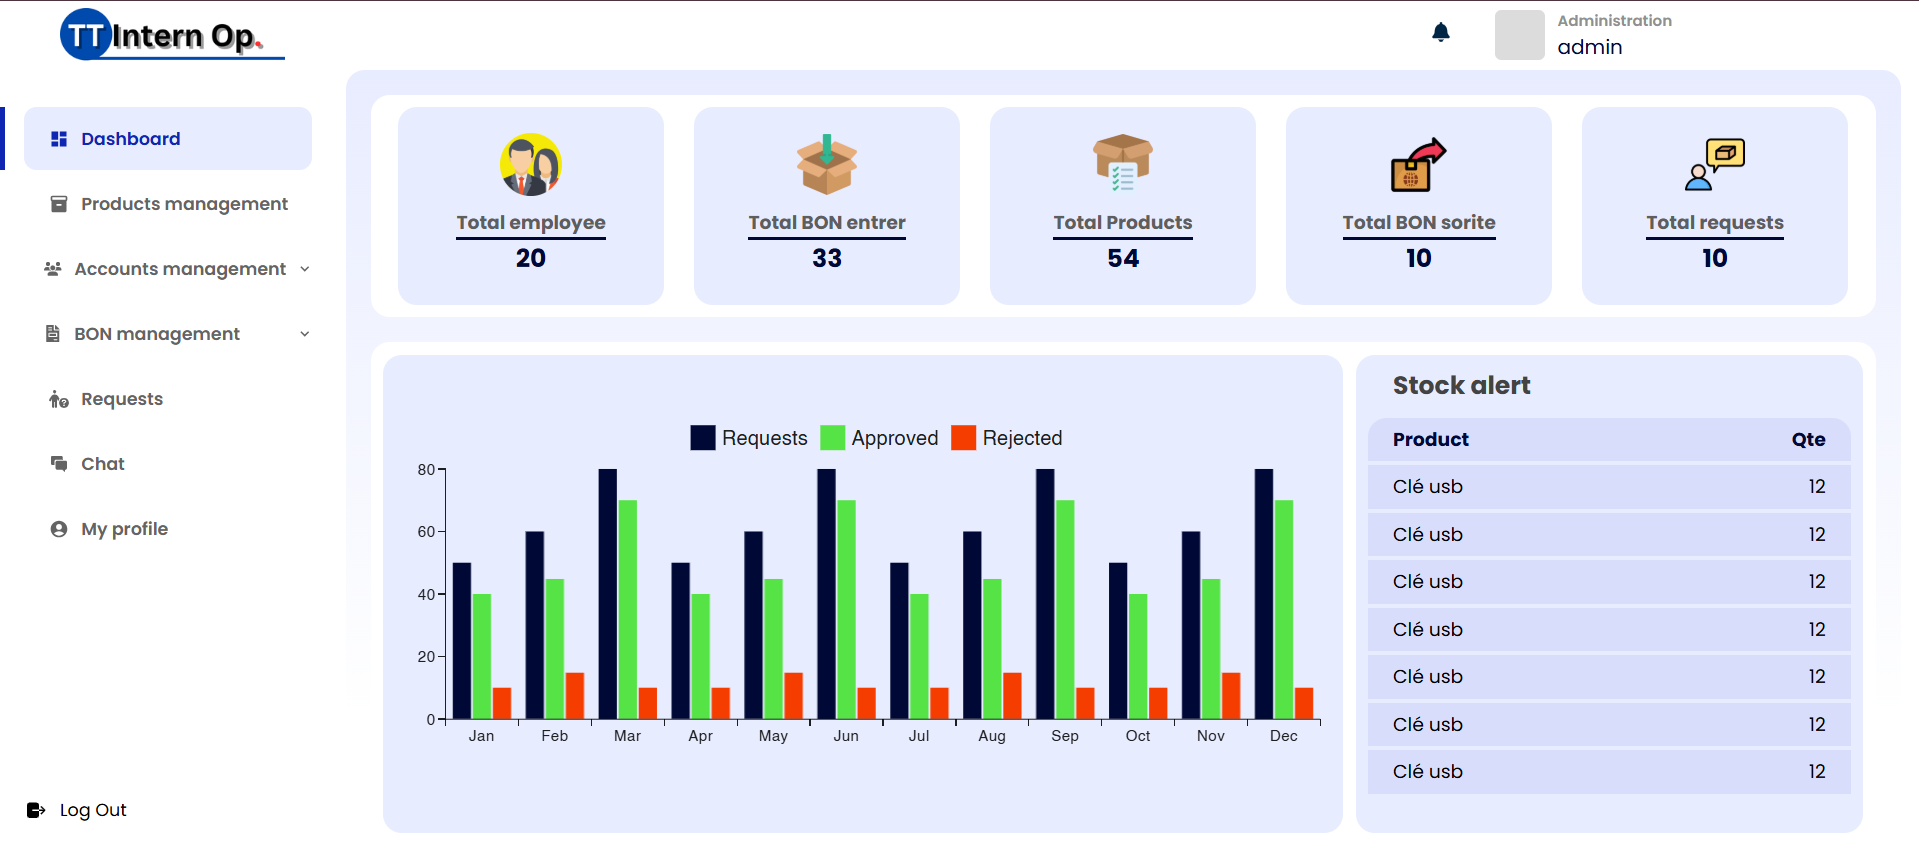 TT Intern Op.
Administration
admin
Dashboard
Products management
Accounts management
BON management
Requests
Chat
My profile
Log Out
Total employee
20
Total BON entrer
33
Total Products
54
Total BON sorite
10
Total requests
10
Requests Approved Rejected
80
60
40
20
0
Jan Feb Mar Apr May Jun Jul Aug Sep Oct Nov Dec
Stock alert
Product Qte
Clé usb 12
Clé usb 12
Clé usb 12
Clé usb 12
Clé usb 12
Clé usb 12
Clé usb 12